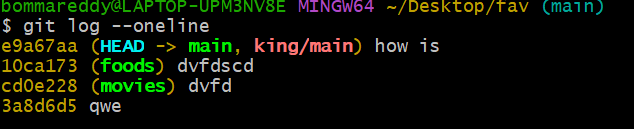 bommareddy@LAPTOP-UPM3NV8E MINGW64 ~/Desktop/fav (main)
$ git log --oneline
e9a67aa (HEAD -> main, king/main) how is
10ca173 (foods) dvfdscd
cd0e228 (movies) dvfd
3a8d6d5 qwe